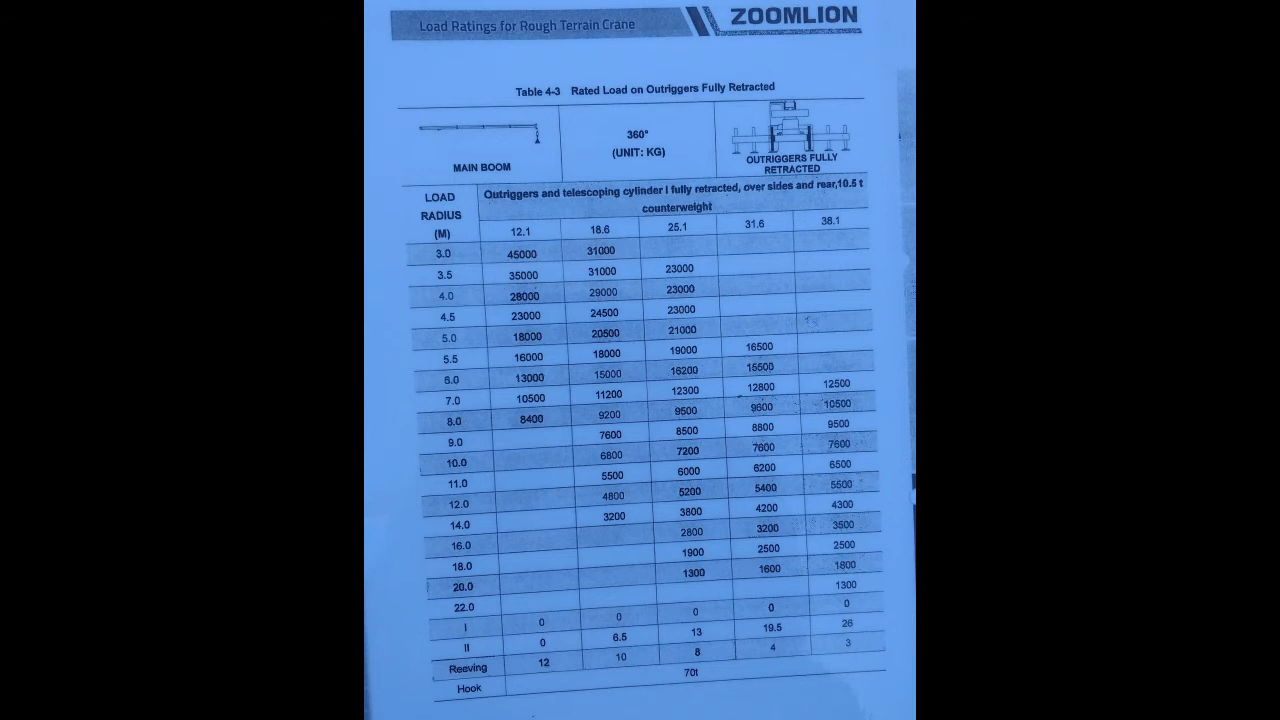 Load Ratings for Rough Terrain Crane
ZOOMLION
Table 4-3 Rated Load on Outriggers Fully Retracted
MAIN BOOM
360°
(UNIT: KG)
OUTRIGGERS FULLY
RETRACTED
LOAD
RADIUS
(M)
Outriggers and telescoping cylinder I fully retracted, over sides and rear,10.5 t
counterweight
12.1 18.6 25.1 31.6 38.1
3.0 45000 31000
3.5 35000 31000 23000
4.0 28000 29000 23000
4.5 23000 24500 23000
5.0 18000 20500 21000
5.5 16000 18000 19000 16500
6.0 13000 15000 16200 15500
7.0 10500 11200 12300 12800 12500
8.0 8400 9200 9500 9600 10500
9.0 7600 8500 8800 9500
10.0 6800 7200 7600 7600
11.0 5500 6000 6200 6500
12.0 4800 5200 5400 5500
14.0 3200 3800 4200 4300
16.0 2800 3200 3500
18.0 1900 2500 2500
20.0 1300 1600 1800
22.0 1300
I 0 0 0 0 0
II 0 6.5 13 19.5 26
Reeving 12 10 8 4 3
Hook 70t